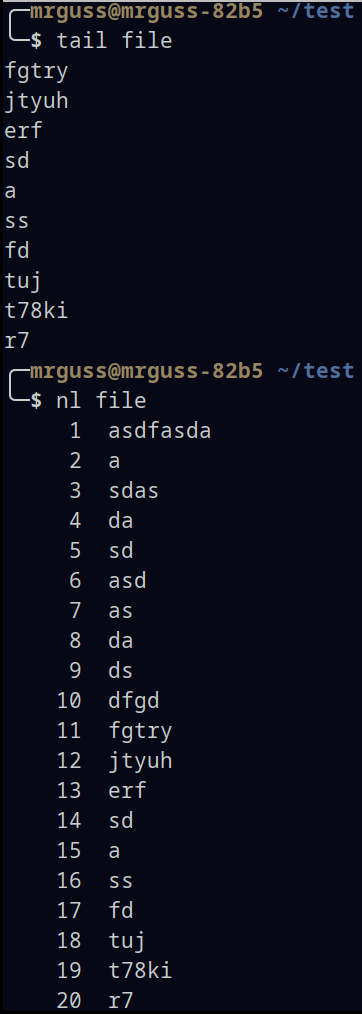 mrguss@mrguss-82b5 ~/test
$ tail file
fgtry
jtyuh
erf
sd
a
ss
fd
tuj
t78ki
r7
mrguss@mrguss-82b5 ~/test
$ nl file
1 asdfasda
2 a
3 sdas
4 da
5 sd
6 asd
7 as
8 da
9 ds
10 dfgd
11 fgtry
12 jtyuh
13 erf
14 sd
15 a
16 ss
17 fd
18 tuj
19 t78ki
20 r7